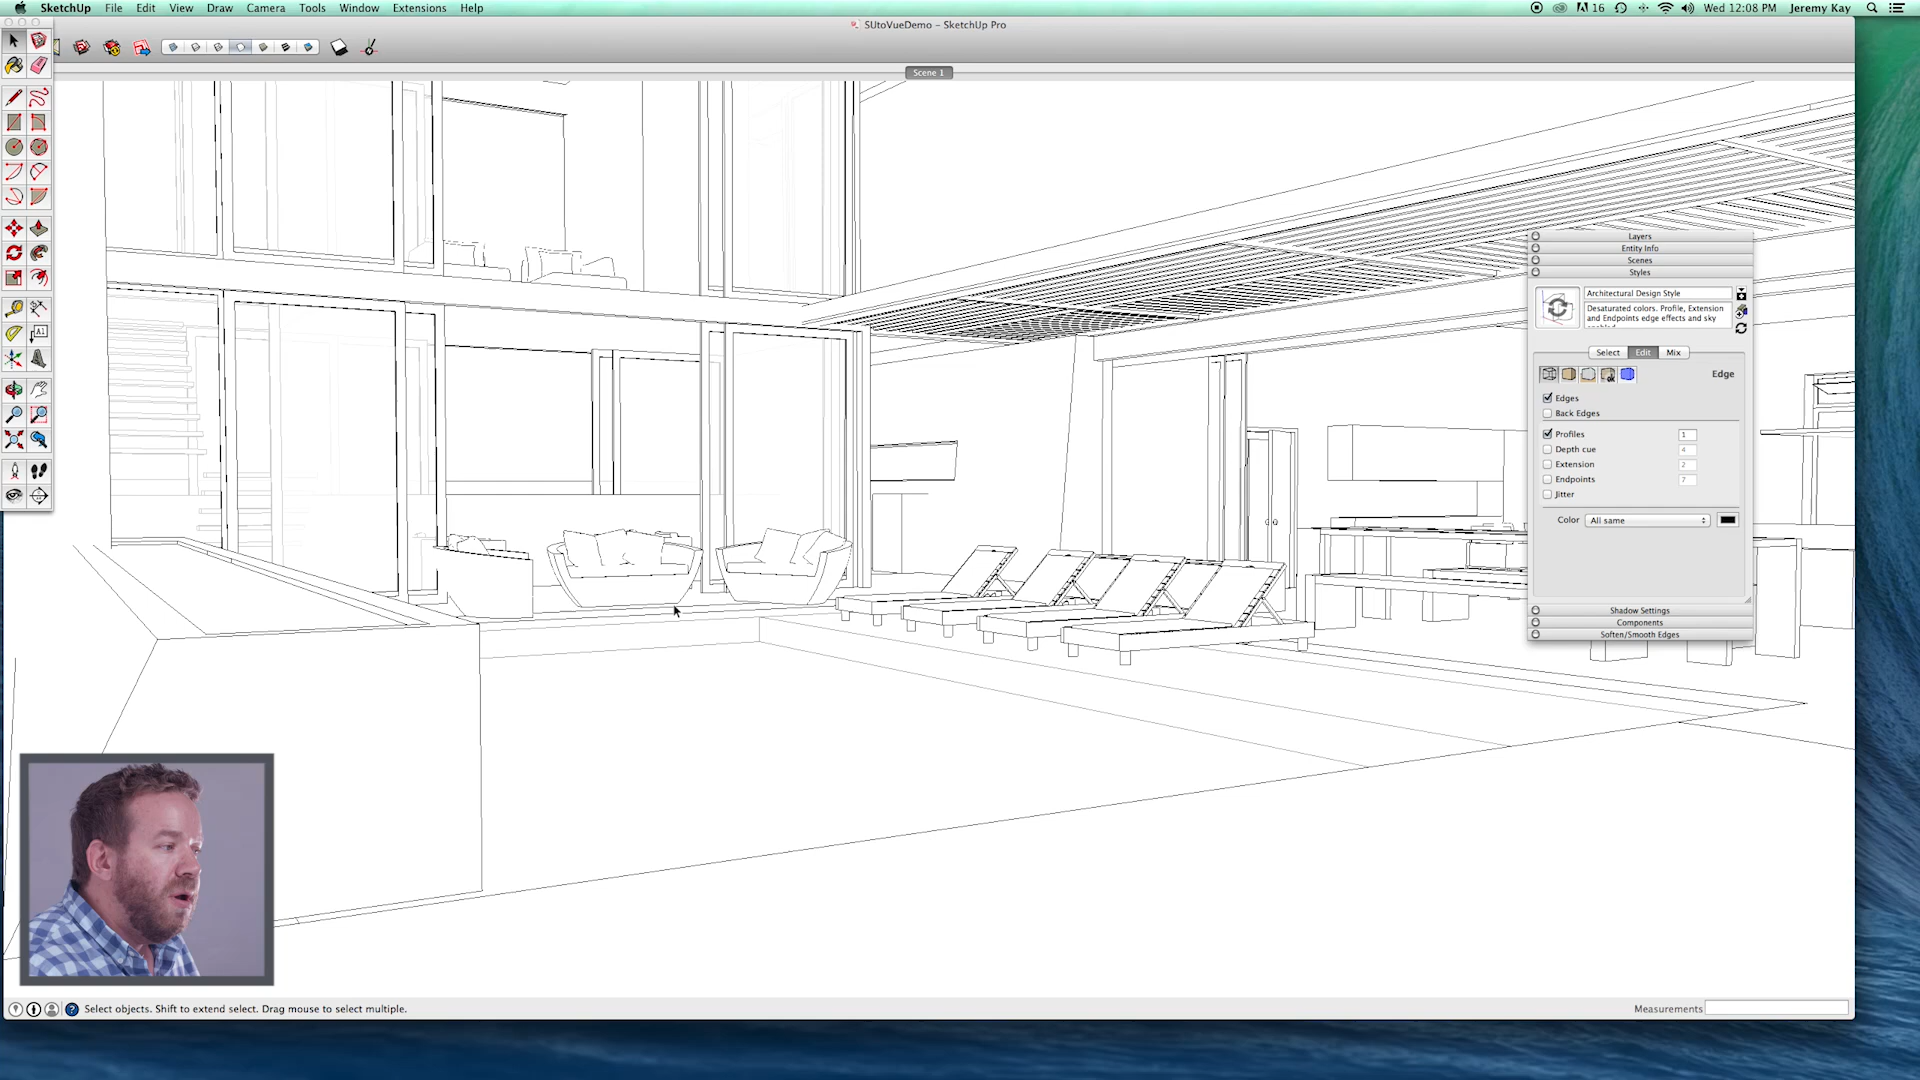 SketchUp File Edit View Draw Camera Tools Window Extensions Help
16 Wed 12:08 PM Jeremy Kay
SUtoVueDemo – SketchUp Pro
Scene 1
A1
Layers
Entity Info
Scenes
Styles
Architectural Design Style
Desaturated colors. Profile, Extension
and Endpoints edge effects and sky
Select Edit Mix
Edge
Edges
Back Edges
Profiles 1
Depth cue 4
Extension 2
Endpoints 7
Jitter
Color All same
Shadow Settings
Components
Soften/Smooth Edges
Select objects. Shift to extend select. Drag mouse to select multiple.
Measurements